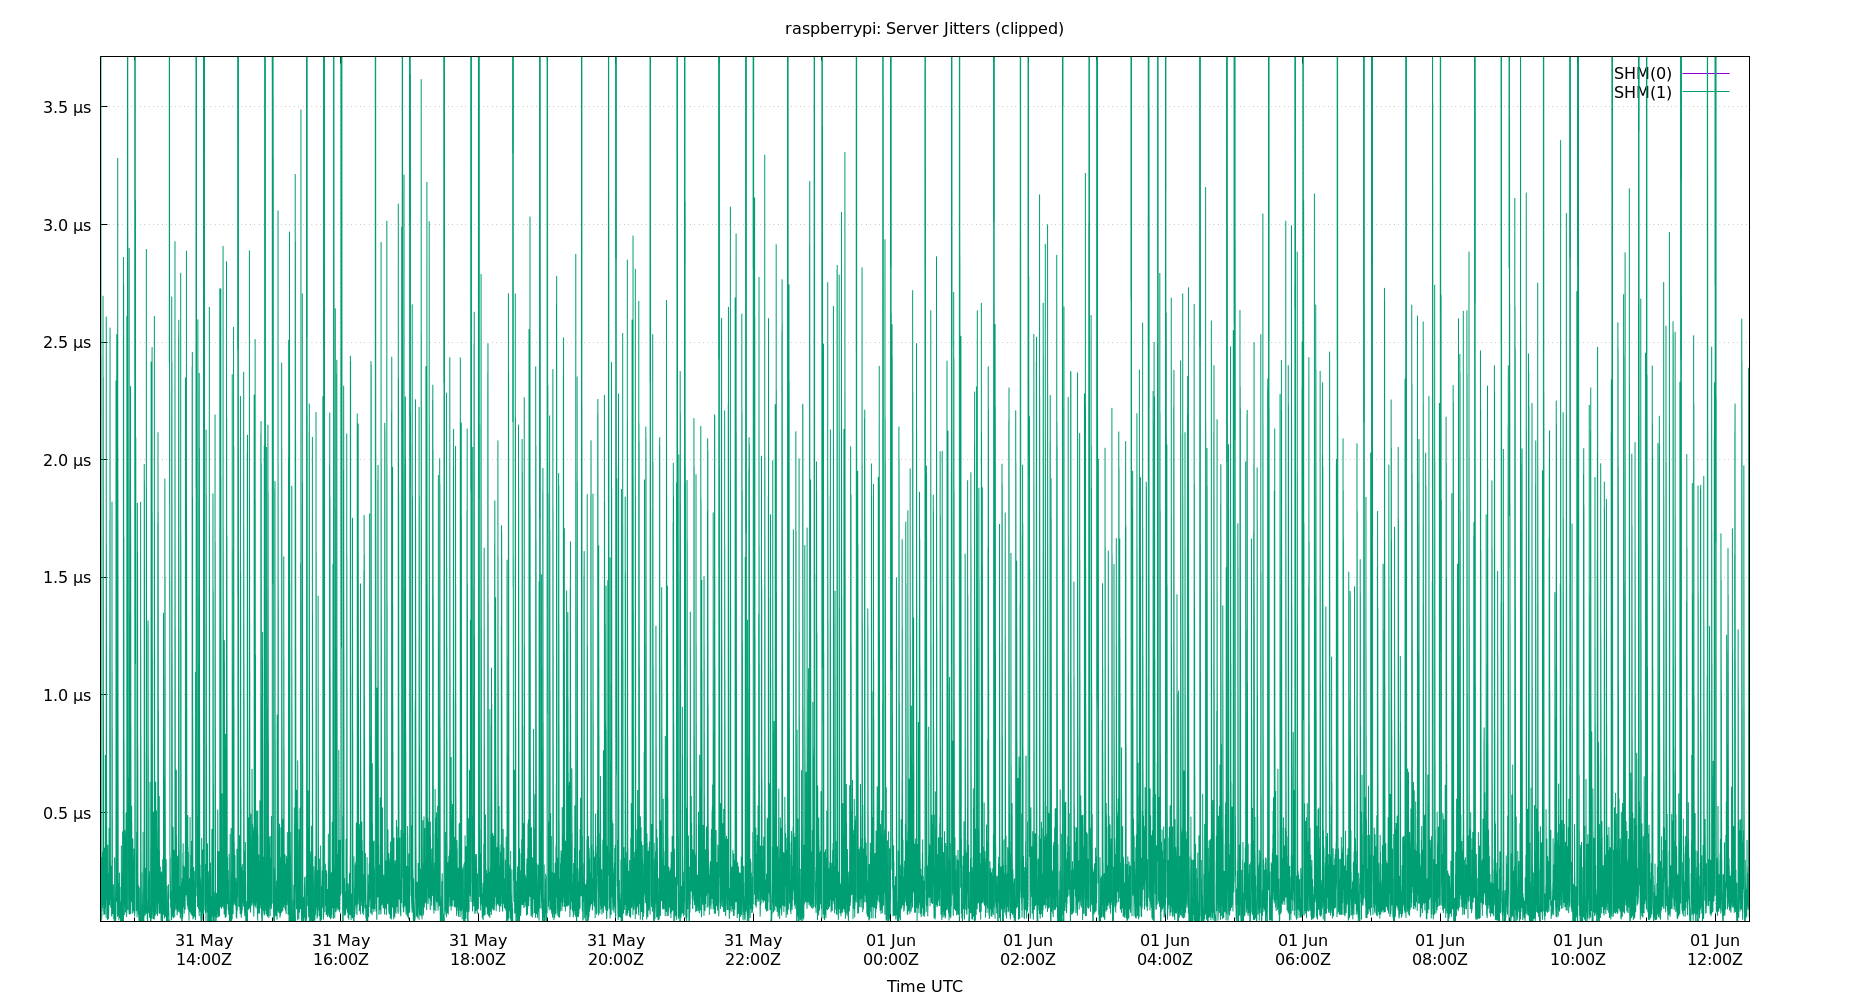 raspberrypi: Server Jitters (clipped)
SHM(0)
SHM(1)
3.5 µs
3.0 µs
2.5 µs
2.0 µs
1.5 µs
1.0 µs
0.5 µs
31 May 31 May 31 May 31 May 31 May 01 Jun 01 Jun 01 Jun 01 Jun 01 Jun 01 Jun 01 Jun
14:00Z 16:00Z 18:00Z 20:00Z 22:00Z 00:00Z 02:00Z 04:00Z 06:00Z 08:00Z 10:00Z 12:00Z
Time UTC